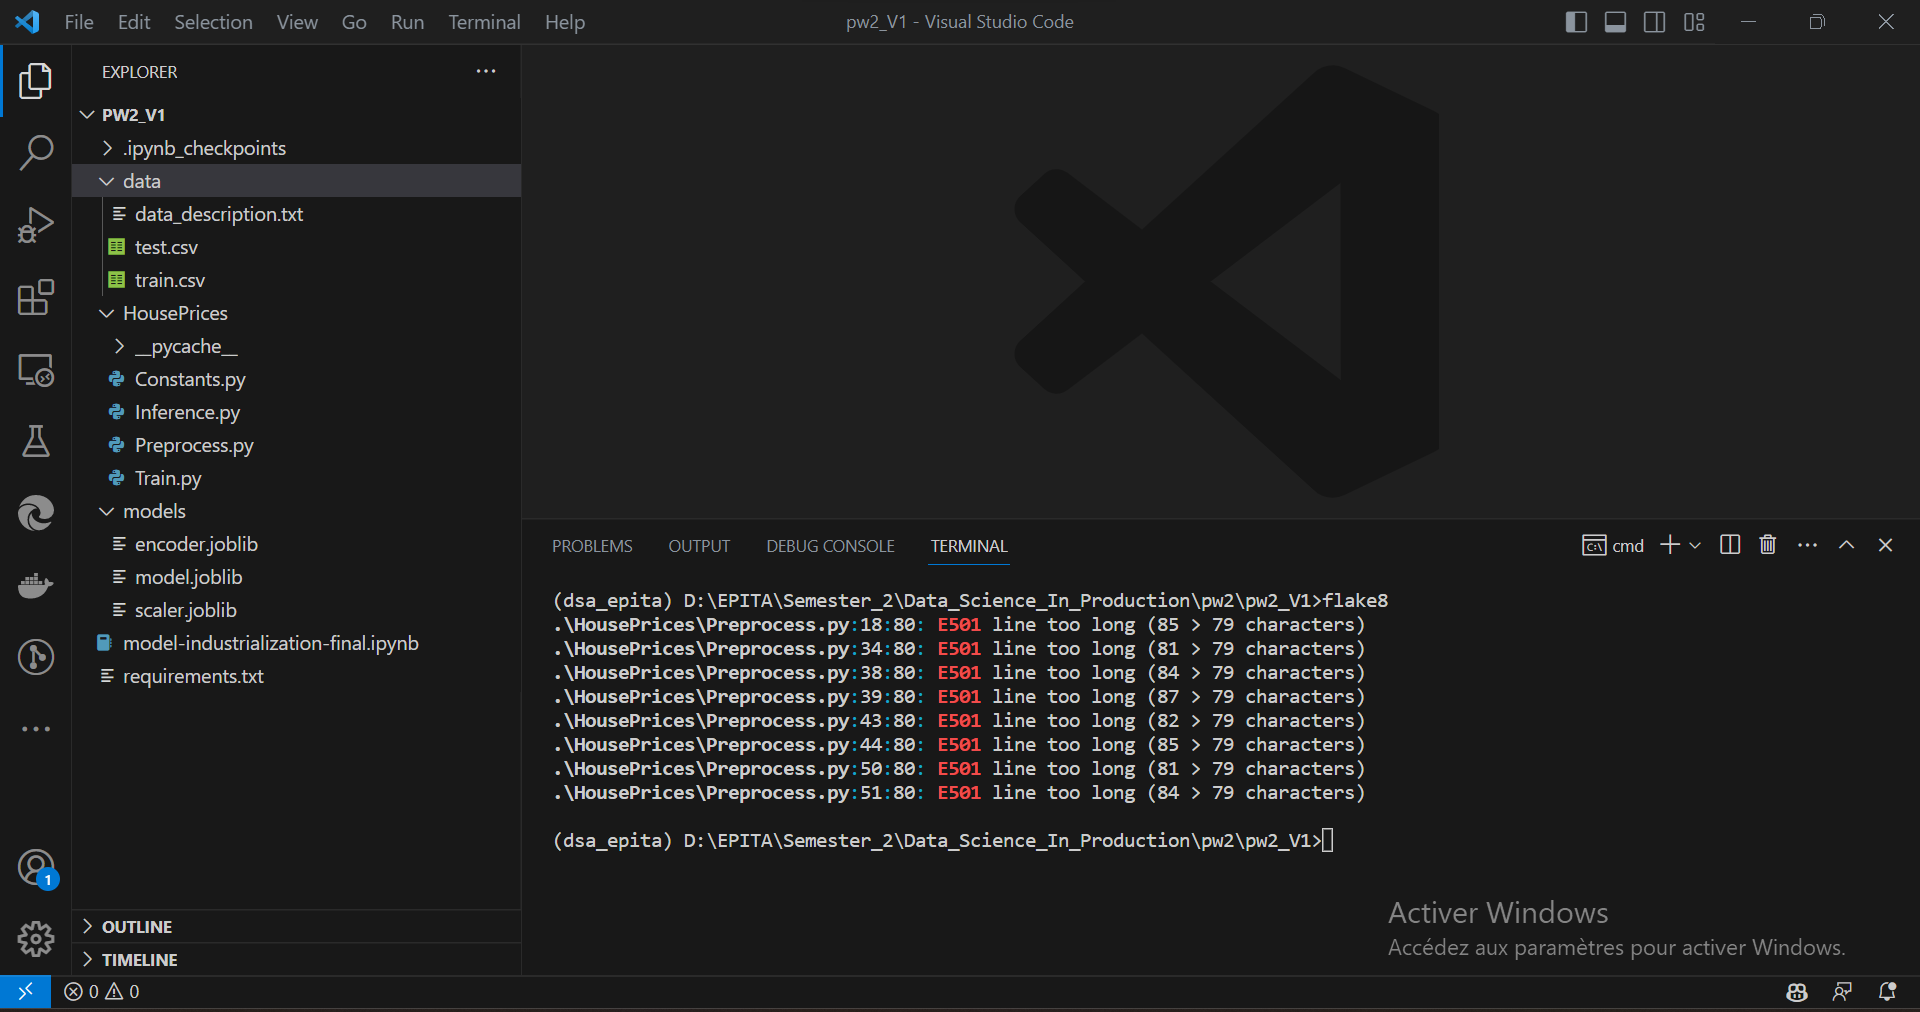 File Edit Selection View Go Run Terminal Help
pw2_V1 - Visual Studio Code
EXPLORER
PW2_V1
.ipynb_checkpoints
data
data_description.txt
test.csv
train.csv
HousePrices
__pycache__
Constants.py
Inference.py
Preprocess.py
Train.py
models
encoder.joblib
model.joblib
scaler.joblib
model-industrialization-final.ipynb
requirements.txt
OUTLINE
TIMELINE
PROBLEMS OUTPUT DEBUG CONSOLE TERMINAL
cmd
(dsa_epita) D:\EPITA\Semester_2\Data_Science_In_Production\pw2\pw2_V1>flake8
.\HousePrices\Preprocess.py:18:80: E501 line too long (85 > 79 characters)
.\HousePrices\Preprocess.py:34:80: E501 line too long (81 > 79 characters)
.\HousePrices\Preprocess.py:38:80: E501 line too long (84 > 79 characters)
.\HousePrices\Preprocess.py:39:80: E501 line too long (87 > 79 characters)
.\HousePrices\Preprocess.py:43:80: E501 line too long (82 > 79 characters)
.\HousePrices\Preprocess.py:44:80: E501 line too long (85 > 79 characters)
.\HousePrices\Preprocess.py:50:80: E501 line too long (81 > 79 characters)
.\HousePrices\Preprocess.py:51:80: E501 line too long (84 > 79 characters)
(dsa_epita) D:\EPITA\Semester_2\Data_Science_In_Production\pw2\pw2_V1>
Activer Windows
Accédez aux paramètres pour activer Windows.
1
0 0